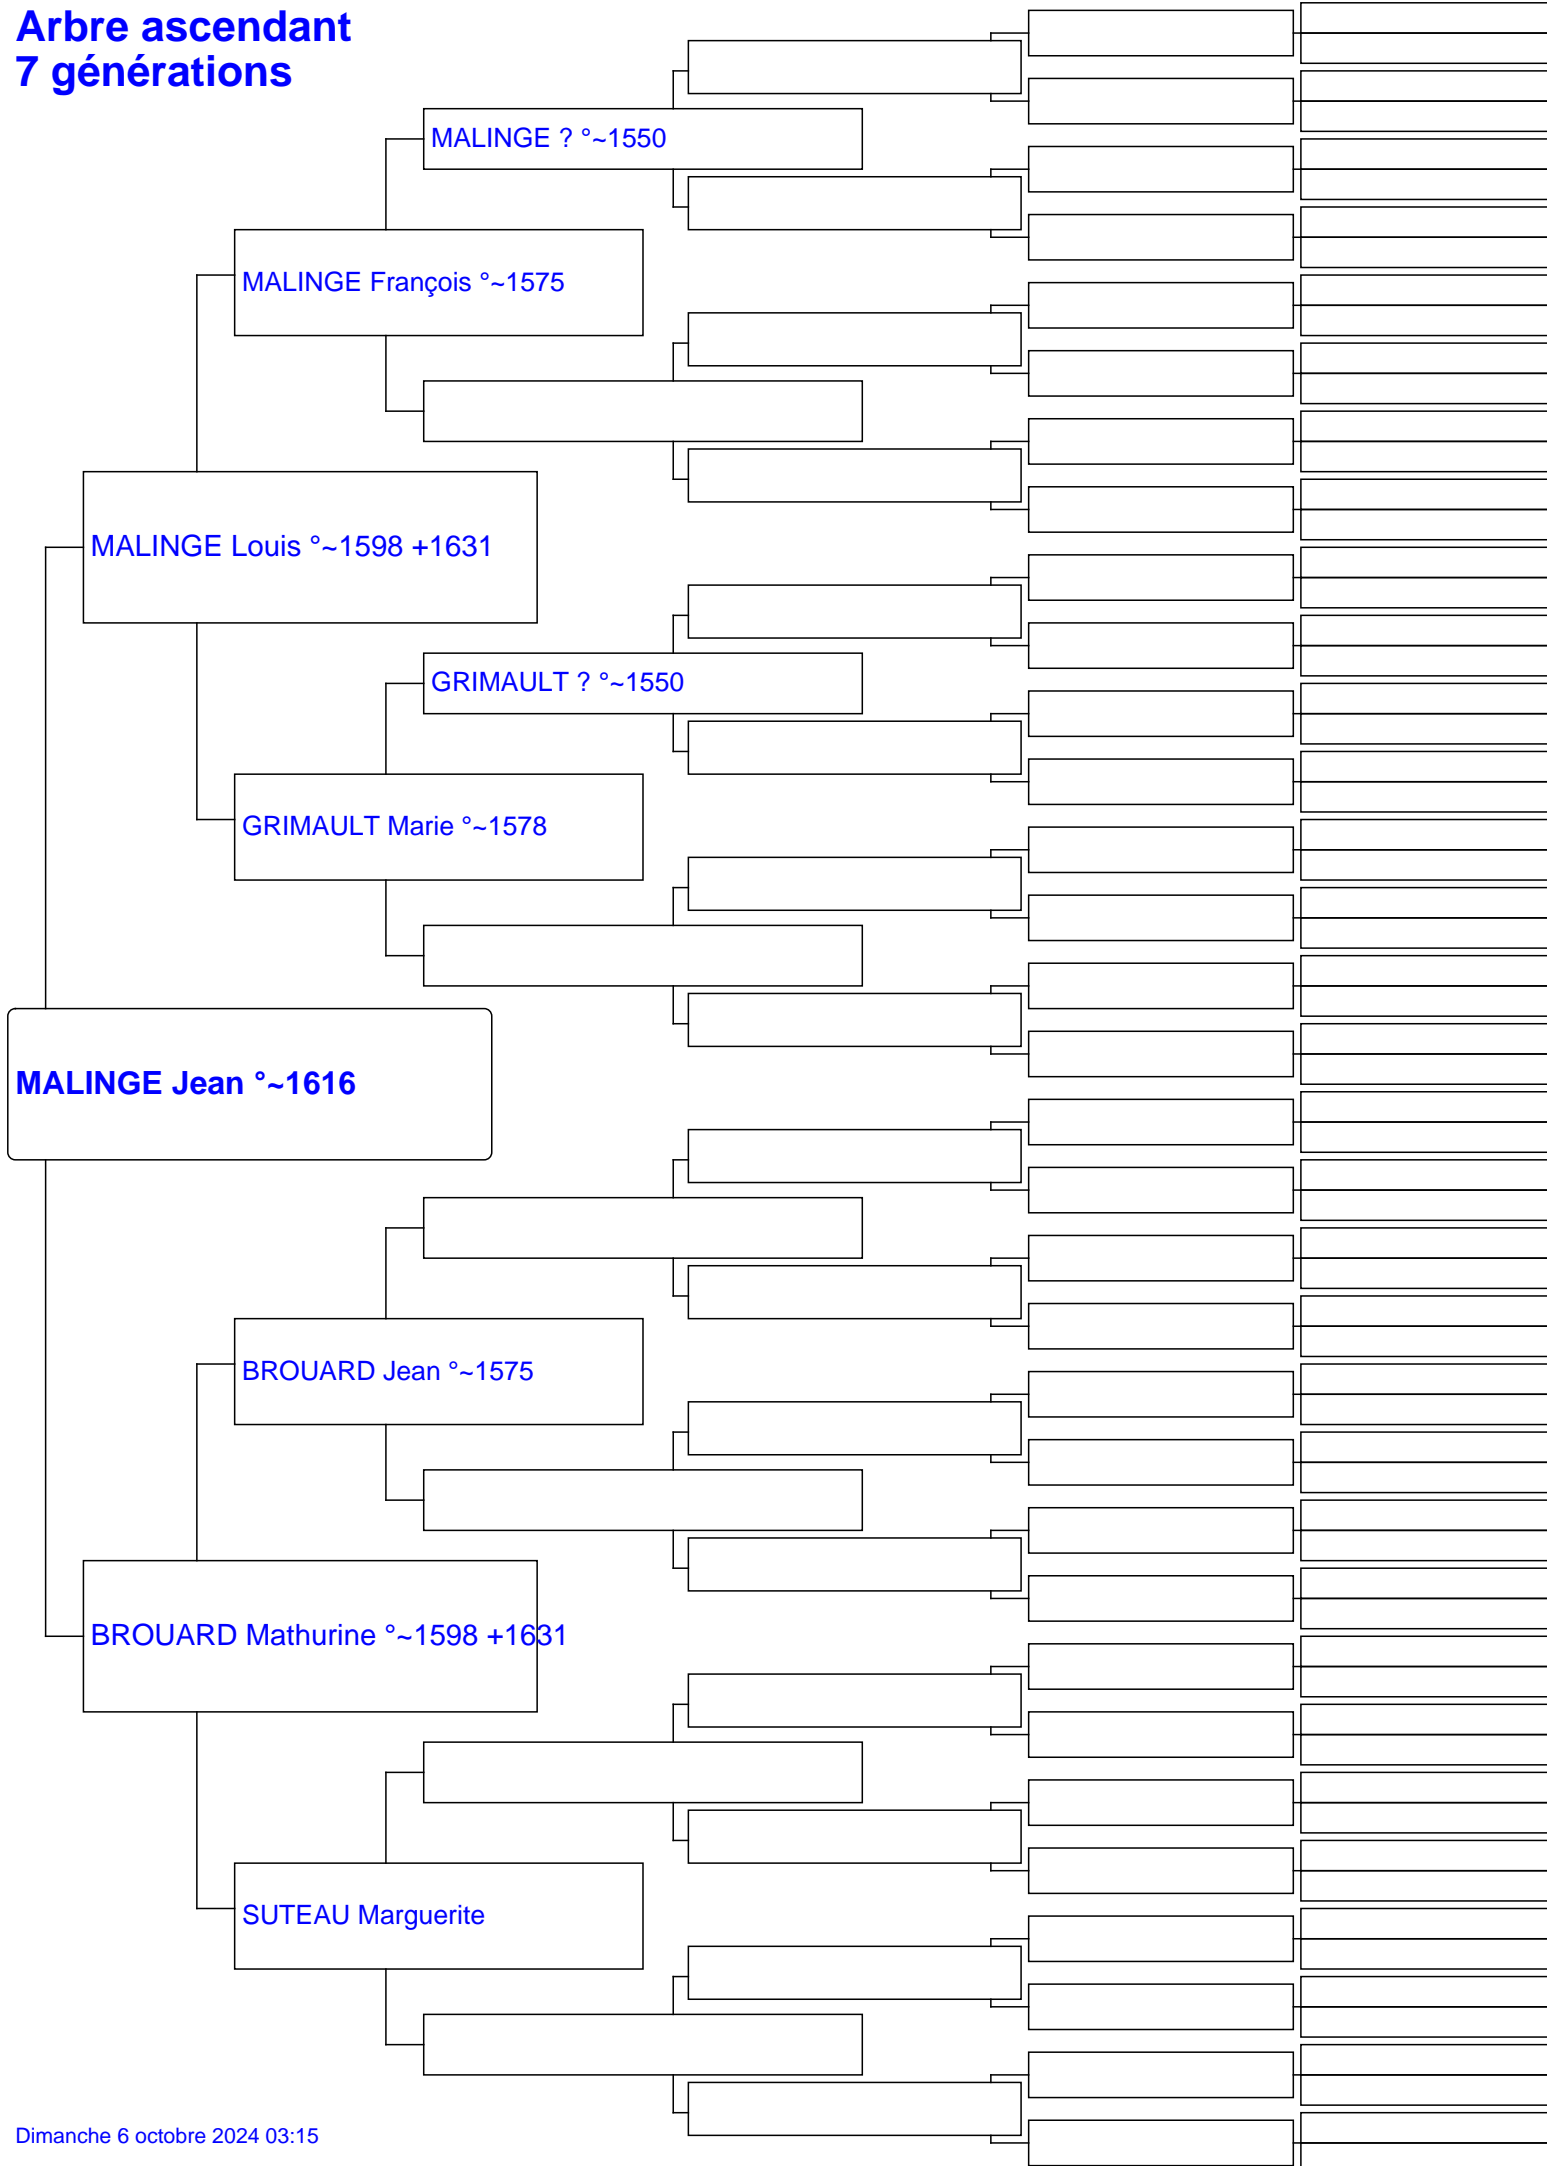 Arbre ascendant
7 générations
MALINGE ? °~1550
MALINGE François °~1575
MALINGE Louis °~1598 +1631
GRIMAULT ? °~1550
GRIMAULT Marie °~1578
MALINGE Jean °~1616
BROUARD Jean °~1575
BROUARD Mathurine °~1598 +1631
SUTEAU Marguerite
Dimanche 6 octobre 2024 03:15